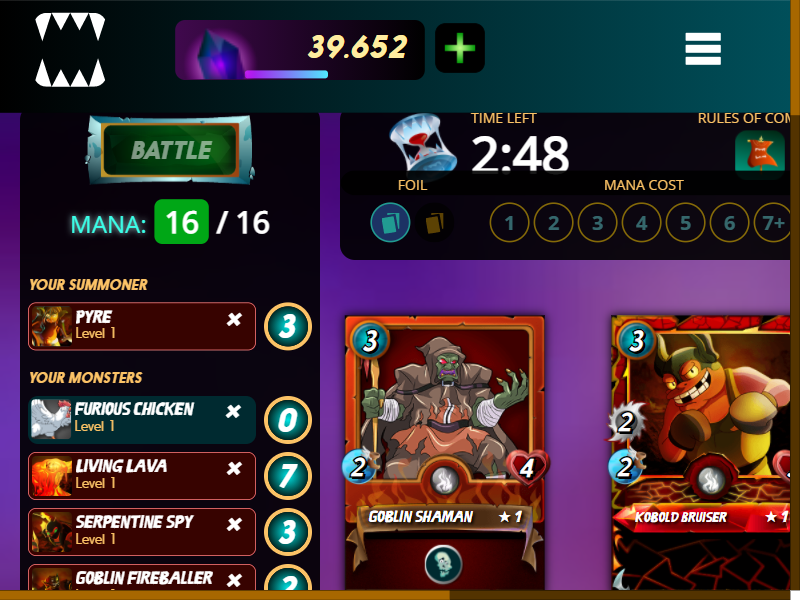 39.652
TIME LEFT
RULES OF COM
BATTLE
2:48
FOIL
MANA COST
MANA: 16 / 16
1 2 3 4 5 6 7+
YOUR SUMMONER
PYRE
Level 1
3
YOUR MONSTERS
FURIOUS CHICKEN
Level 1
0
LIVING LAVA
Level 1
7
SERPENTINE SPY
Level 1
3
GOBLIN FIREBALLER
2
3
2
4
GOBLIN SHAMAN ★ 1
3
2
2
KOBOLD BRUISER ★ 1